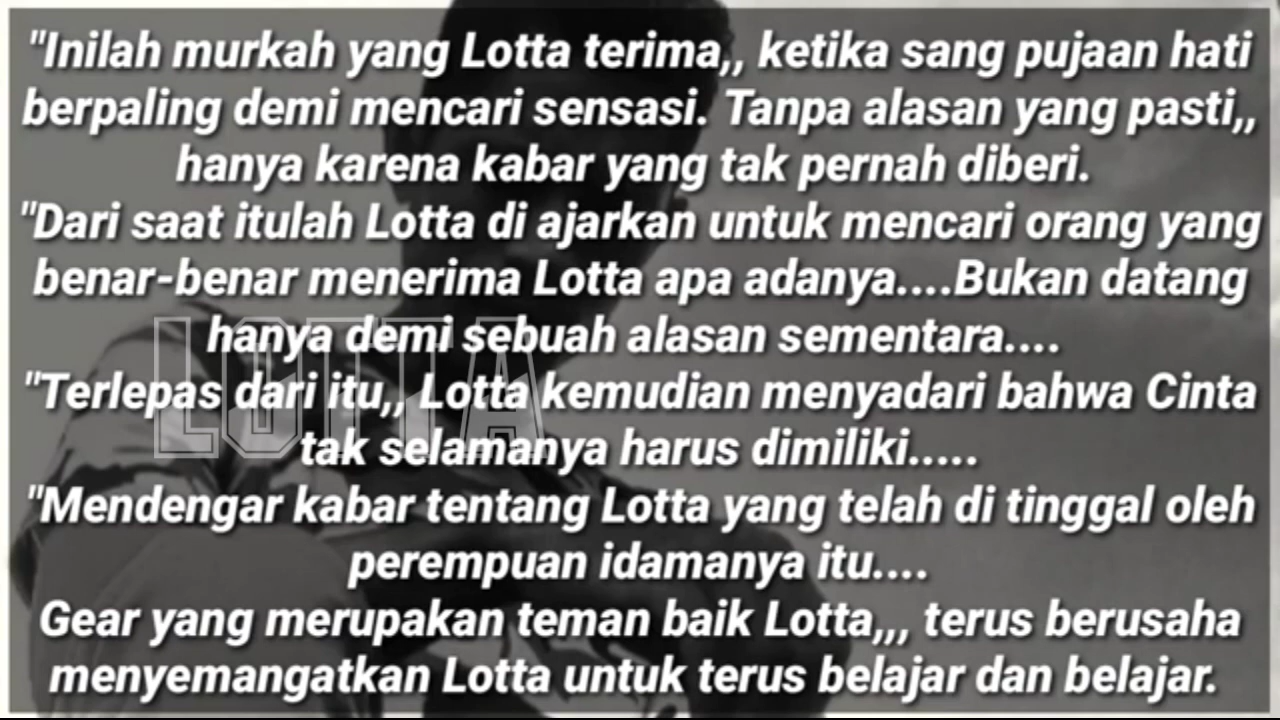 "Inilah murkah yang Lotta terima,, ketika sang pujaan hati
berpaling demi mencari sensasi. Tanpa alasan yang pasti,,
hanya karena kabar yang tak pernah diberi.
"Dari saat itulah Lotta di ajarkan untuk mencari orang yang
benar-benar menerima Lotta apa adanya....Bukan datang
hanya demi sebuah alasan sementara....
LOTTA
"Terlepas dari itu,, Lotta kemudian menyadari bahwa Cinta
tak selamanya harus dimiliki.....
"Mendengar kabar tentang Lotta yang telah di tinggal oleh
perempuan idamanya itu....
Gear yang merupakan teman baik Lotta,,, terus berusaha
menyemangatkan Lotta untuk terus belajar dan belajar.